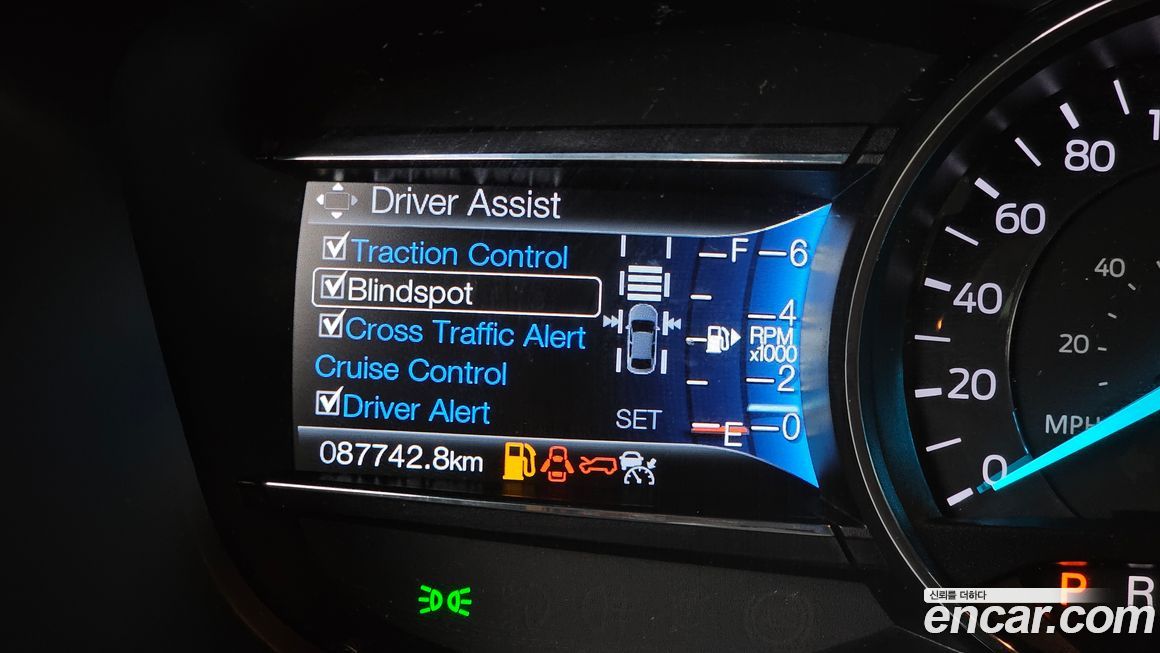 Driver Assist
Traction Control
Blindspot
Cross Traffic Alert
Cruise Control
Driver Alert
SET
087742.8km
F
E
6
4
RPM
x1000
2
0
80
60
40
20
0
40
20
MPH
P R
신뢰를 더하다
encar.com